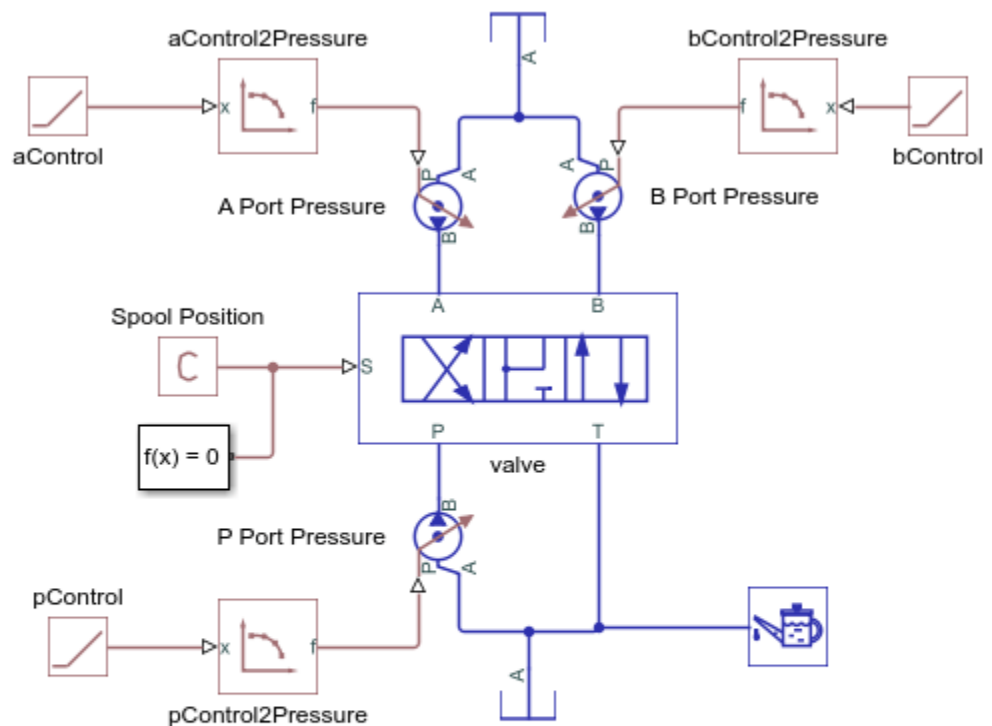 aControl2Pressure
bControl2Pressure
A
x
f
f
x
aControl
bControl
P
A
A
P
A Port Pressure
B Port Pressure
B
B
A
B
Spool Position
C
S
f(x) = 0
P
T
valve
B
P Port Pressure
P
A
pControl
x
f
A
pControl2Pressure